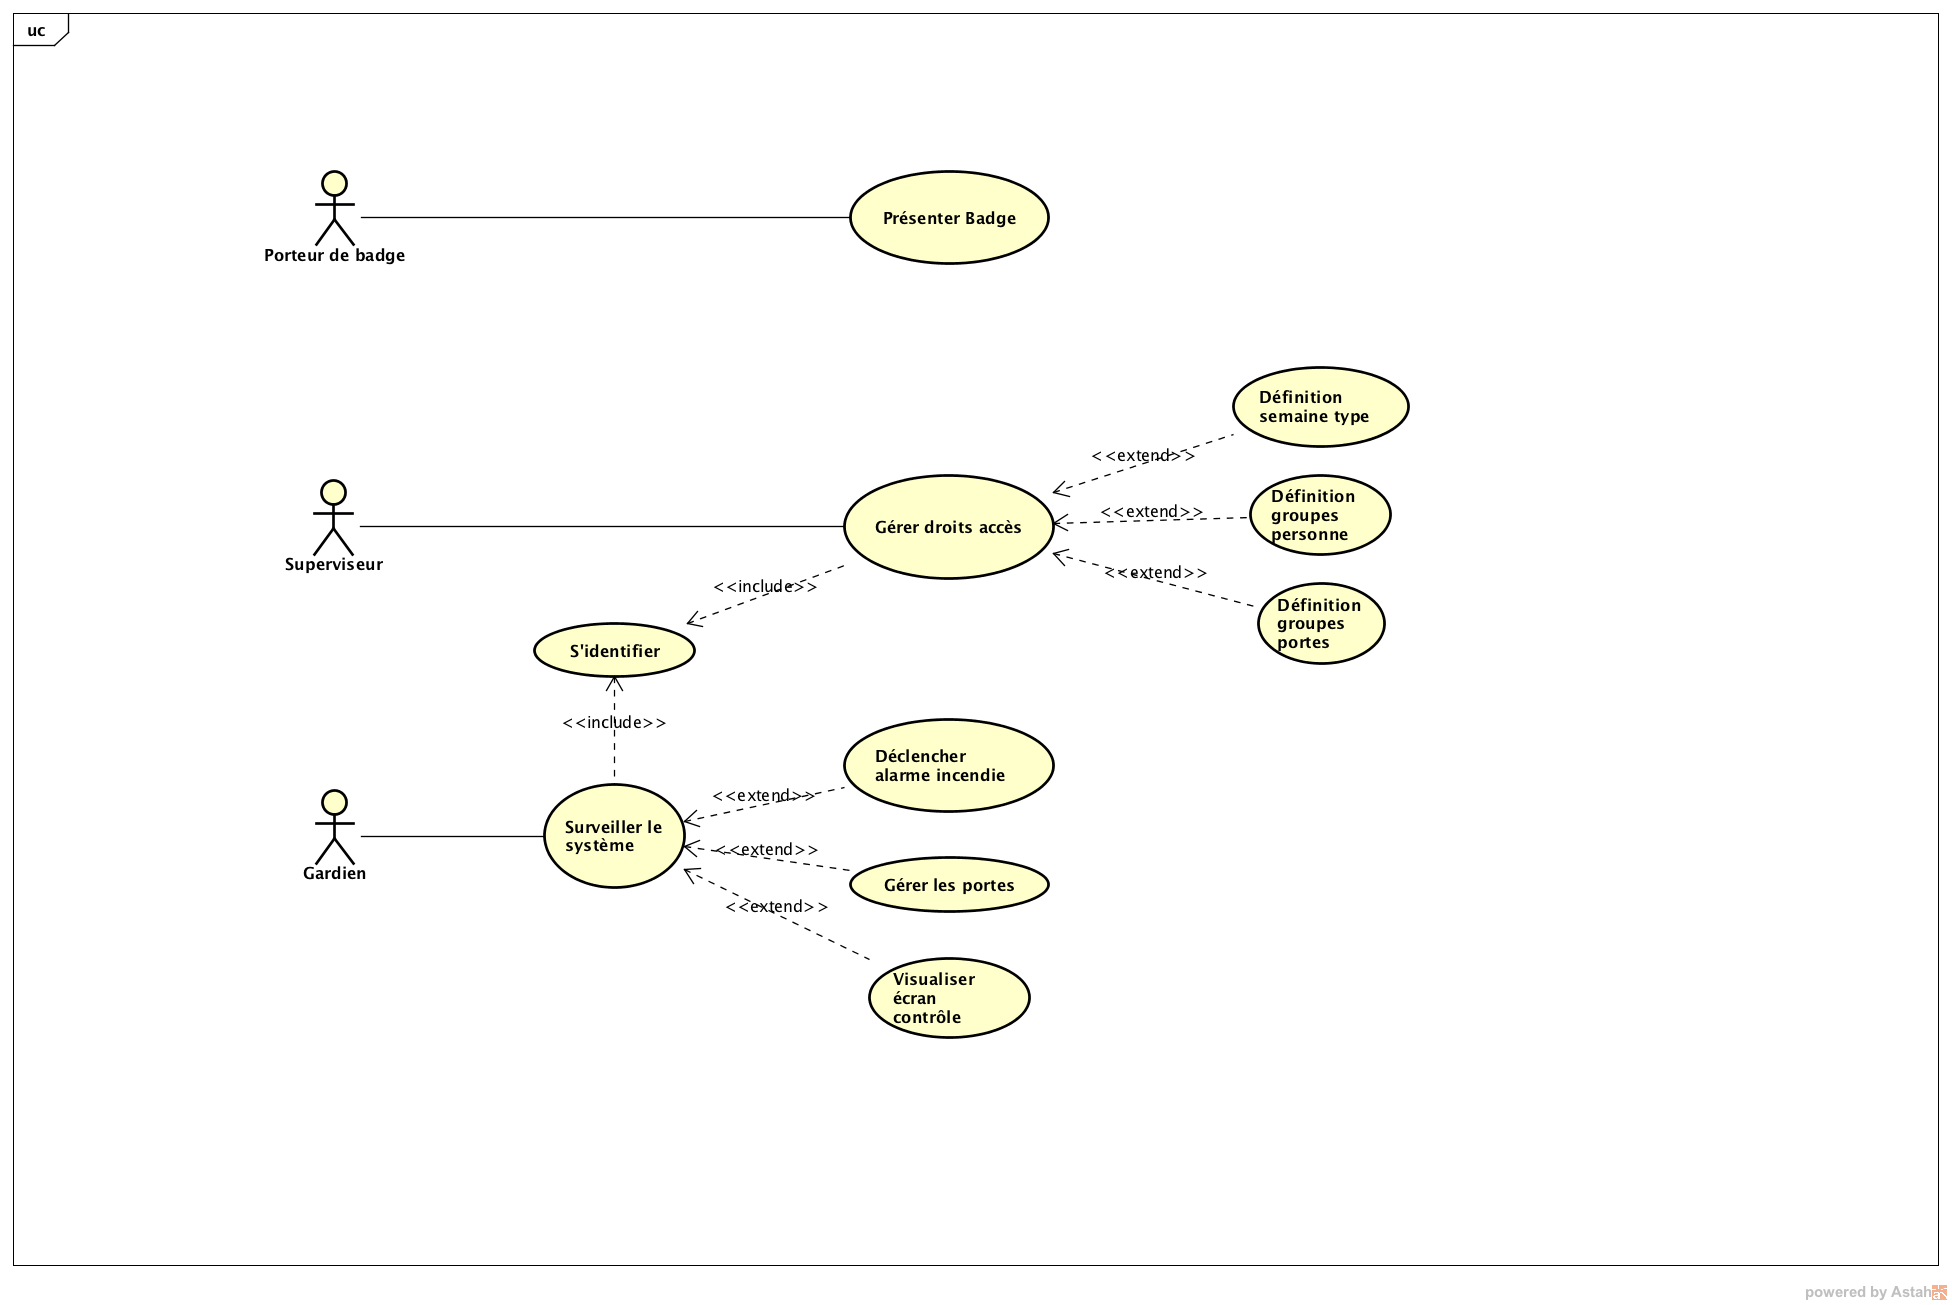 uc
Présenter Badge
Porteur de badge
Définition
semaine type
<<extend>>
Définition
groupes
personne
<<extend>>
Gérer droits accès
Superviseur
<<extend>>
<<include>>
Définition
groupes
portes
S'identifier
<<include>>
Déclencher
alarme incendie
<<extend>>
Surveiller le
système
<<extend>>
Gardien
Gérer les portes
<<extend>>
Visualiser
écran
contrôle
powered by Astah